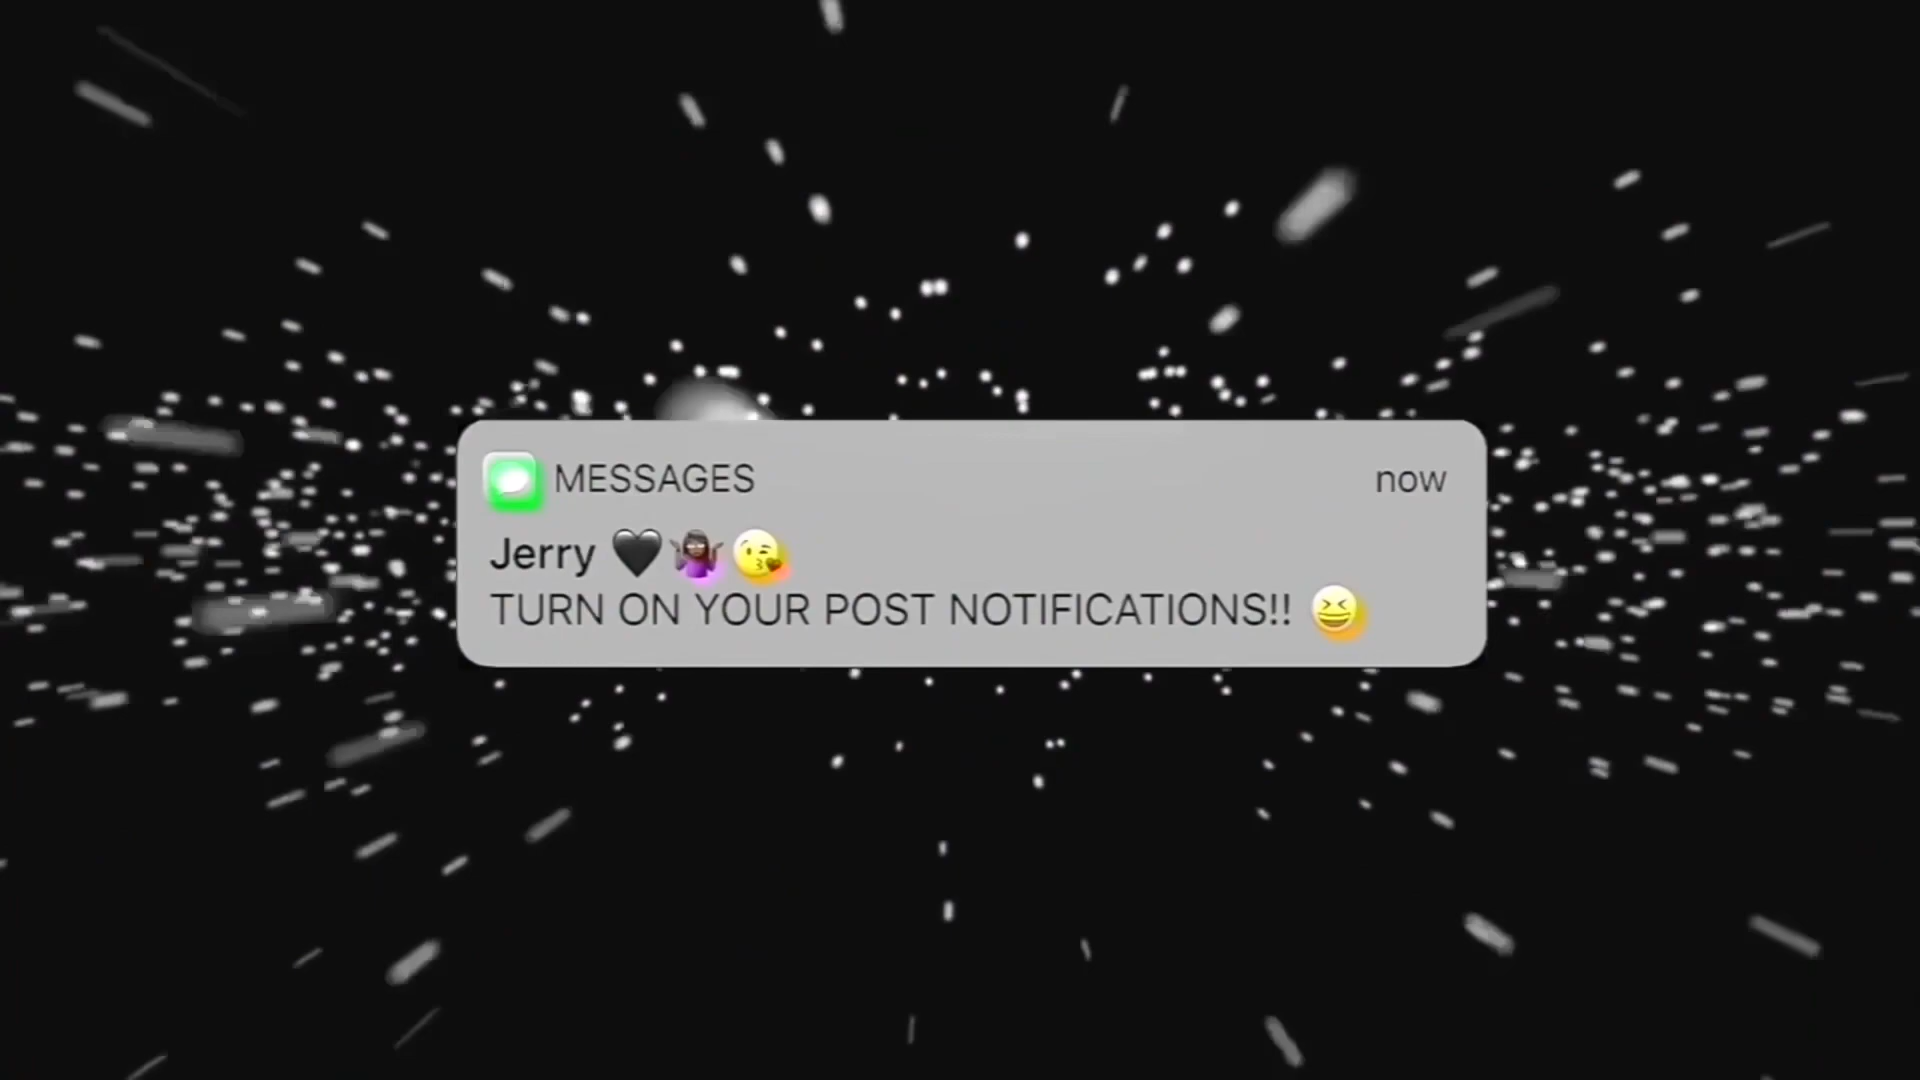 MESSAGES now
Jerry 🖤🤷🏾‍♀️😘
TURN ON YOUR POST NOTIFICATIONS!! 😆